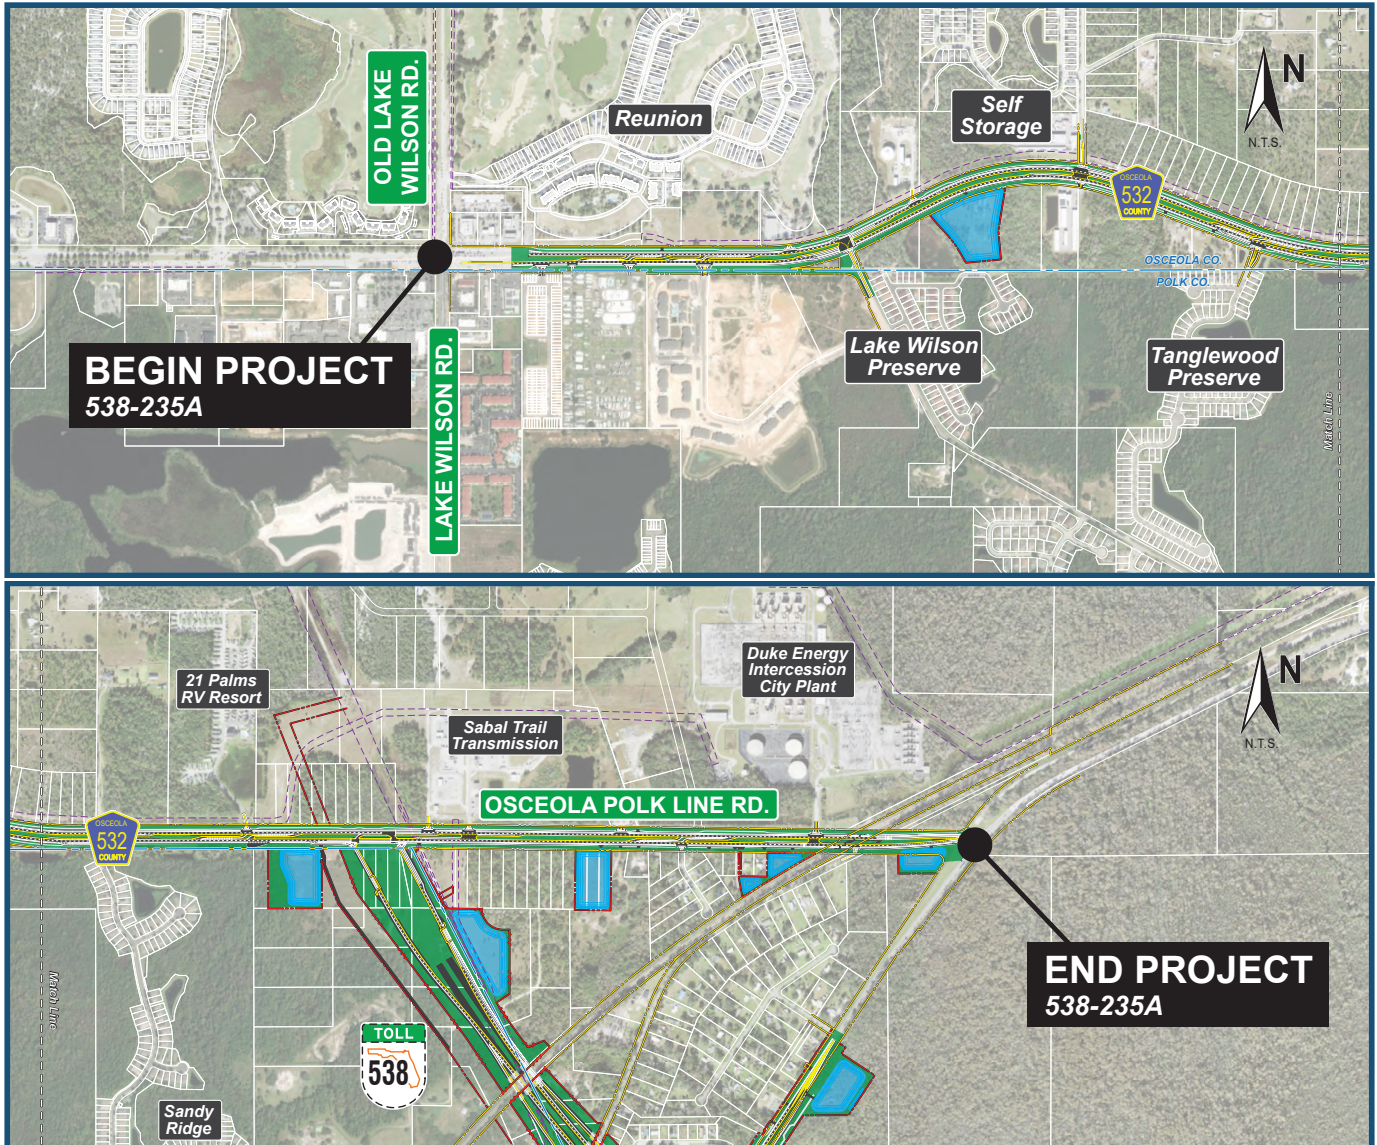 OLD LAKE
WILSON RD.
Reunion
Self
Storage
N
N.T.S.
OSCEOLA
532
COUNTY
OSCEOLA CO.
POLK CO.
BEGIN PROJECT
538-235A
LAKE WILSON RD.
Lake Wilson
Preserve
Tanglewood
Preserve
Match Line
21 Palms
RV Resort
Sabal Trail
Transmission
Duke Energy
Intercession
City Plant
N
N.T.S.
OSCEOLA POLK LINE RD.
OSCEOLA
532
COUNTY
END PROJECT
538-235A
Match Line
TOLL
538
Sandy
Ridge